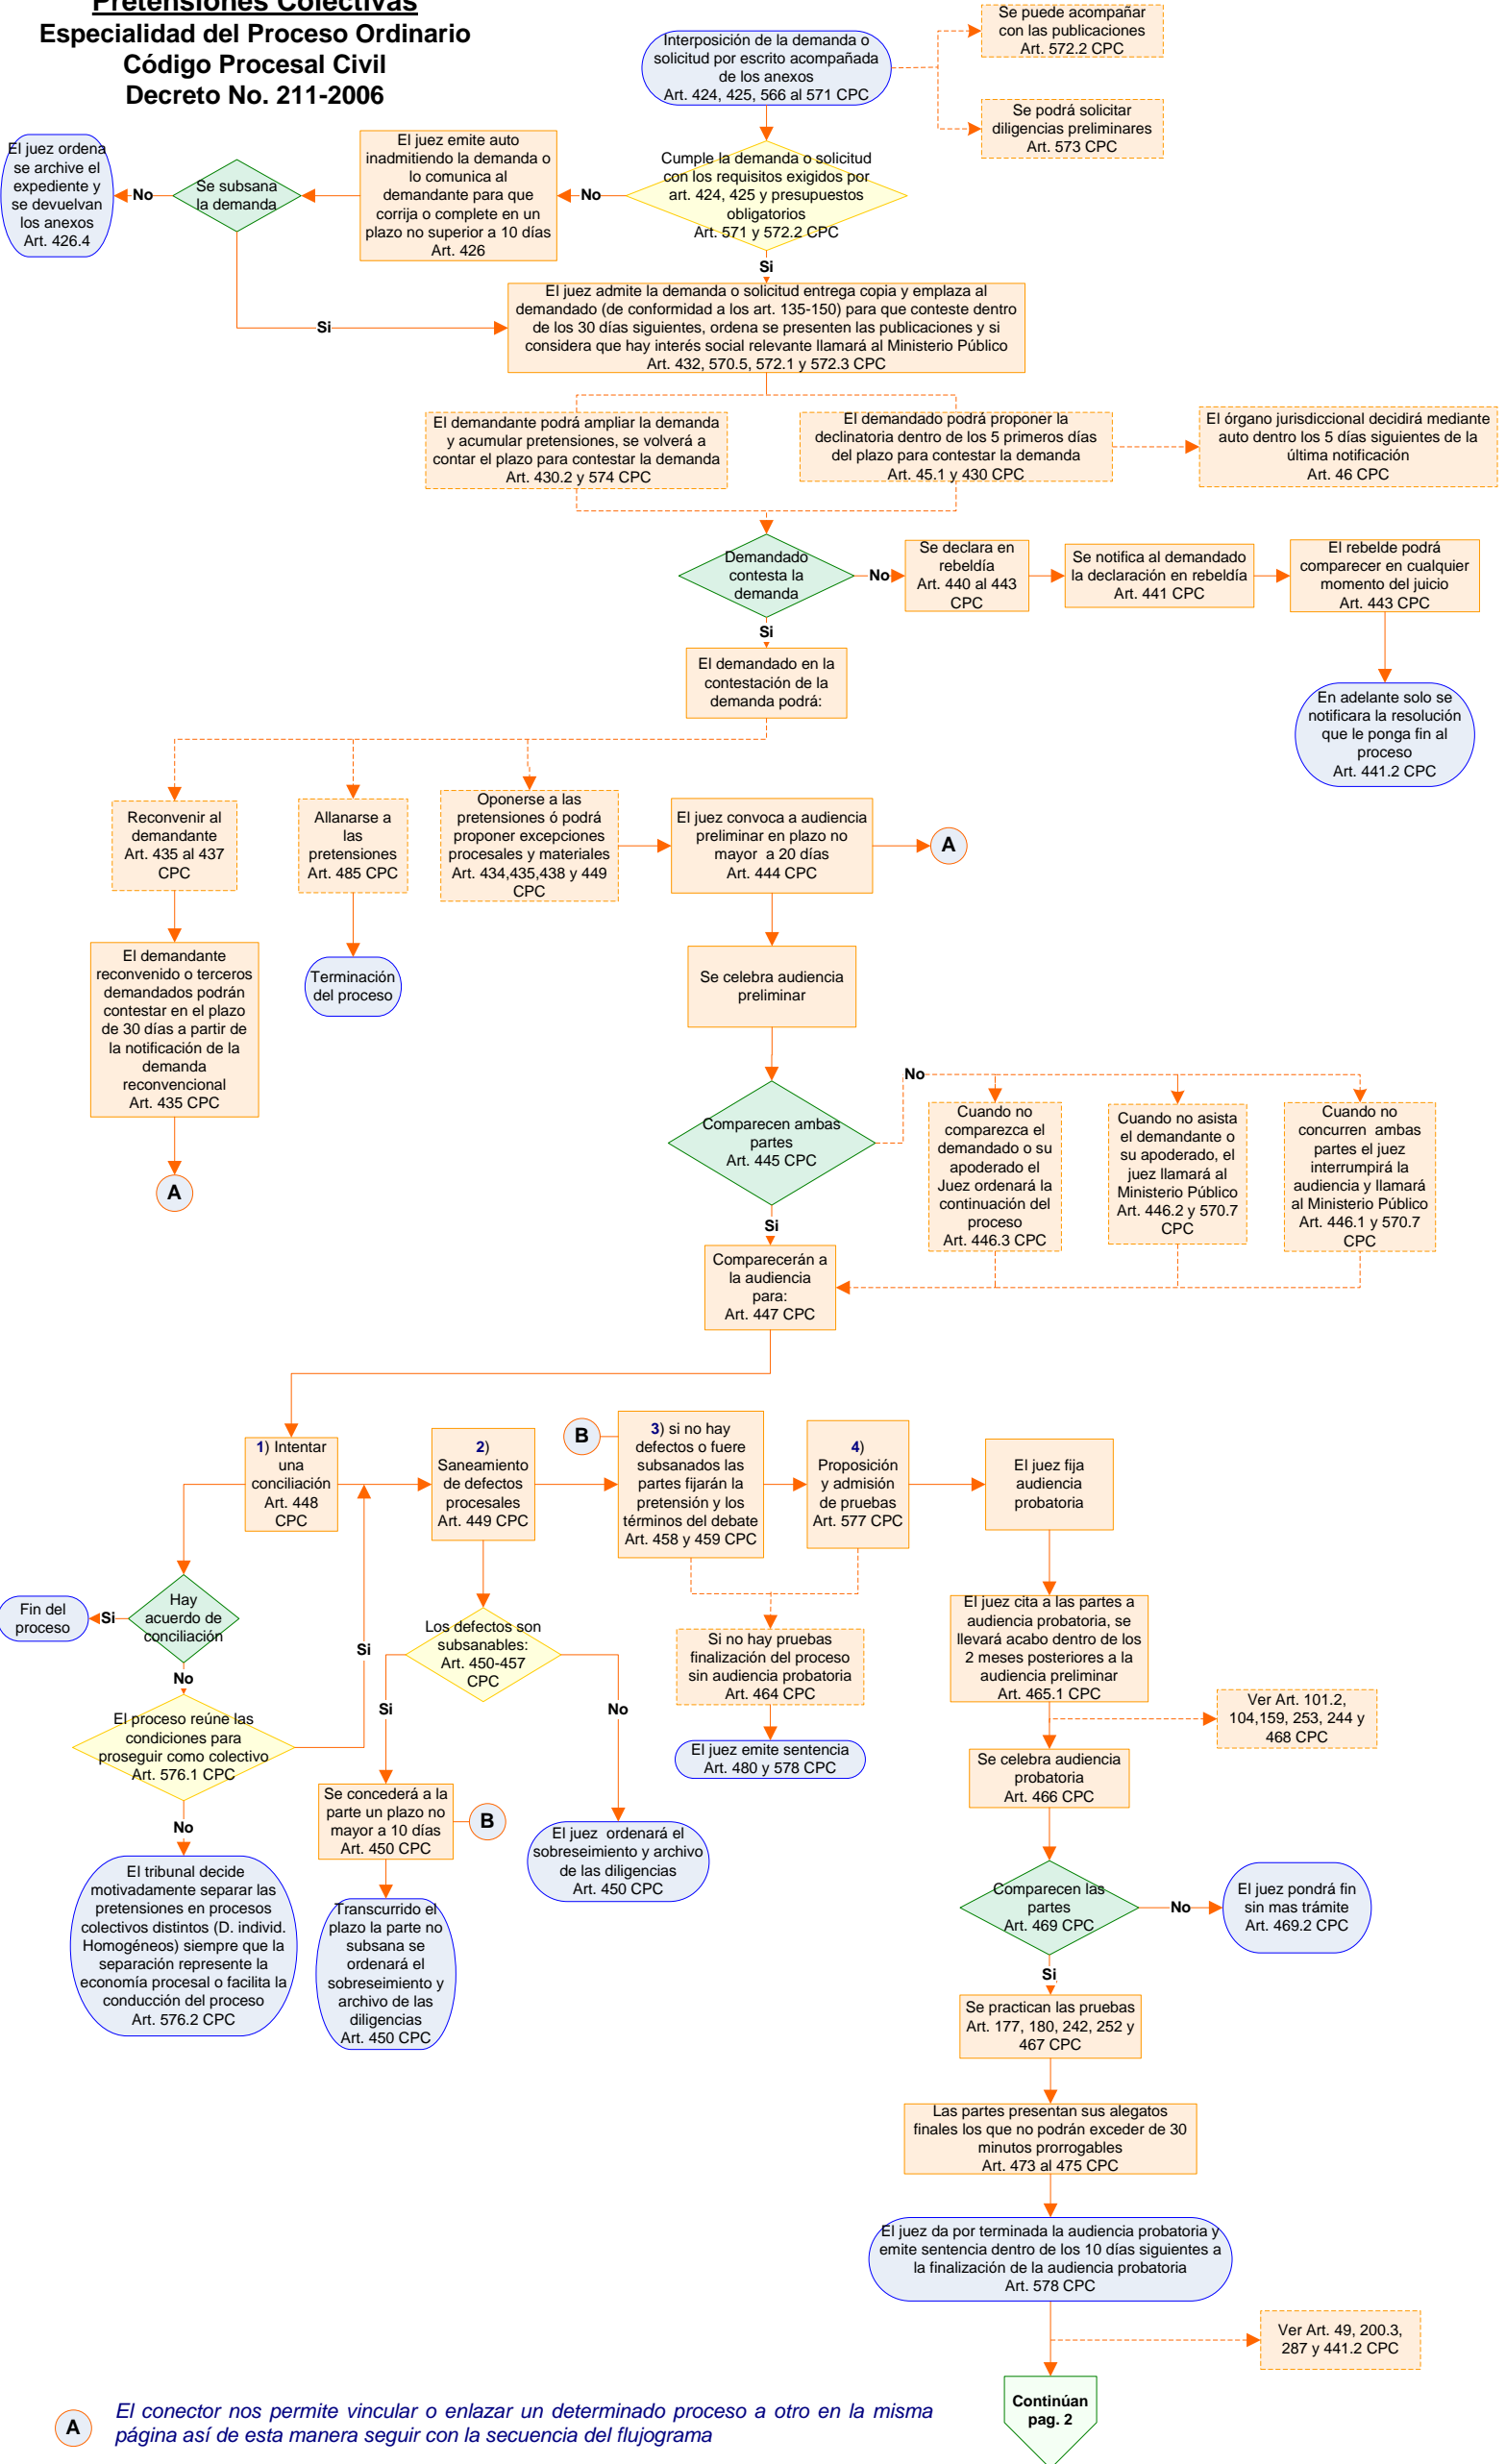 Pretensiones Colectivas
Especialidad del Proceso Ordinario
Código Procesal Civil
Decreto No. 211-2006
Interposición de la demanda o
solicitud por escrito acompañada
de los anexos
Art. 424, 425, 566 al 571 CPC
Se puede acompañar
con las publicaciones
Art. 572.2 CPC
Se podrá solicitar
diligencias preliminares
Art. 573 CPC
El juez ordena
se archive el
expediente y
se devuelvan
los anexos
Art. 426.4
No
Se subsana
la demanda
El juez emite auto
inadmitiendo la demanda o
lo comunica al
demandante para que
corrija o complete en un
plazo no superior a 10 días
Art. 426
No
Cumple la demanda o solicitud
con los requisitos exigidos por
art. 424, 425 y presupuestos
obligatorios
Art. 571 y 572.2 CPC
Si
Si
El juez admite la demanda o solicitud entrega copia y emplaza al
demandado (de conformidad a los art. 135-150) para que conteste dentro
de los 30 días siguientes, ordena se presenten las publicaciones y si
considera que hay interés social relevante llamará al Ministerio Público
Art. 432, 570.5, 572.1 y 572.3 CPC
El demandante podrá ampliar la demanda
y acumular pretensiones, se volverá a
contar el plazo para contestar la demanda
Art. 430.2 y 574 CPC
El demandado podrá proponer la
declinatoria dentro de los 5 primeros días
del plazo para contestar la demanda
Art. 45.1 y 430 CPC
El órgano jurisdiccional decidirá mediante
auto dentro los 5 días siguientes de la
última notificación
Art. 46 CPC
Demandado
contesta la
demanda
No
Se declara en
rebeldía
Art. 440 al 443
CPC
Se notifica al demandado
la declaración en rebeldía
Art. 441 CPC
El rebelde podrá
comparecer en cualquier
momento del juicio
Art. 443 CPC
Si
El demandado en la
contestación de la
demanda podrá:
En adelante solo se
notificara la resolución
que le ponga fin al
proceso
Art. 441.2 CPC
Reconvenir al
demandante
Art. 435 al 437
CPC
Allanarse a
las
pretensiones
Art. 485 CPC
Oponerse a las
pretensiones ó podrá
proponer excepciones
procesales y materiales
Art. 434,435,438 y 449
CPC
El juez convoca a audiencia
preliminar en plazo no
mayor a 20 días
Art. 444 CPC
A
El demandante
reconvenido o terceros
demandados podrán
contestar en el plazo
de 30 días a partir de
la notificación de la
demanda
reconvencional
Art. 435 CPC
Terminación
del proceso
Se celebra audiencia
preliminar
A
Comparecen ambas
partes
Art. 445 CPC
No
Cuando no
comparezca el
demandado o su
apoderado el
Juez ordenará la
continuación del
proceso
Art. 446.3 CPC
Cuando no asista
el demandante o
su apoderado, el
juez llamará al
Ministerio Público
Art. 446.2 y 570.7
CPC
Cuando no
concurren ambas
partes el juez
interrumpirá la
audiencia y llamará
al Ministerio Público
Art. 446.1 y 570.7
CPC
Si
Comparecerán a
la audiencia
para:
Art. 447 CPC
1) Intentar
una
conciliación
Art. 448
CPC
2)
Saneamiento
de defectos
procesales
Art. 449 CPC
B
3) si no hay
defectos o fuere
subsanados las
partes fijarán la
pretensión y los
términos del debate
Art. 458 y 459 CPC
4)
Proposición
y admisión
de pruebas
Art. 577 CPC
El juez fija
audiencia
probatoria
Fin del
proceso
Si
Hay
acuerdo de
conciliación
No
El proceso reúne las
condiciones para
proseguir como colectivo
Art. 576.1 CPC
Si
No
El tribunal decide
motivadamente separar las
pretensiones en procesos
colectivos distintos (D. individ.
Homogéneos) siempre que la
separación represente la
economía procesal o facilita la
conducción del proceso
Art. 576.2 CPC
Los defectos son
subsanables:
Art. 450-457
CPC
Si
No
Se concederá a la
parte un plazo no
mayor a 10 días
Art. 450 CPC
B
Transcurrido el
plazo la parte no
subsana se
ordenará el
sobreseimiento y
archivo de las
diligencias
Art. 450 CPC
El juez ordenará el
sobreseimiento y archivo
de las diligencias
Art. 450 CPC
Si no hay pruebas
finalización del proceso
sin audiencia probatoria
Art. 464 CPC
El juez emite sentencia
Art. 480 y 578 CPC
El juez cita a las partes a
audiencia probatoria, se
llevará acabo dentro de los
2 meses posteriores a la
audiencia preliminar
Art. 465.1 CPC
Ver Art. 101.2,
104,159, 253, 244 y
468 CPC
Se celebra audiencia
probatoria
Art. 466 CPC
Comparecen las
partes
Art. 469 CPC
No
El juez pondrá fin
sin mas trámite
Art. 469.2 CPC
Si
Se practican las pruebas
Art. 177, 180, 242, 252 y
467 CPC
Las partes presentan sus alegatos
finales los que no podrán exceder de 30
minutos prorrogables
Art. 473 al 475 CPC
El juez da por terminada la audiencia probatoria y
emite sentencia dentro de los 10 días siguientes a
la finalización de la audiencia probatoria
Art. 578 CPC
Ver Art. 49, 200.3,
287 y 441.2 CPC
Continúan
pag. 2
A
El conector nos permite vincular o enlazar un determinado proceso a otro en la misma
página así de esta manera seguir con la secuencia del flujograma